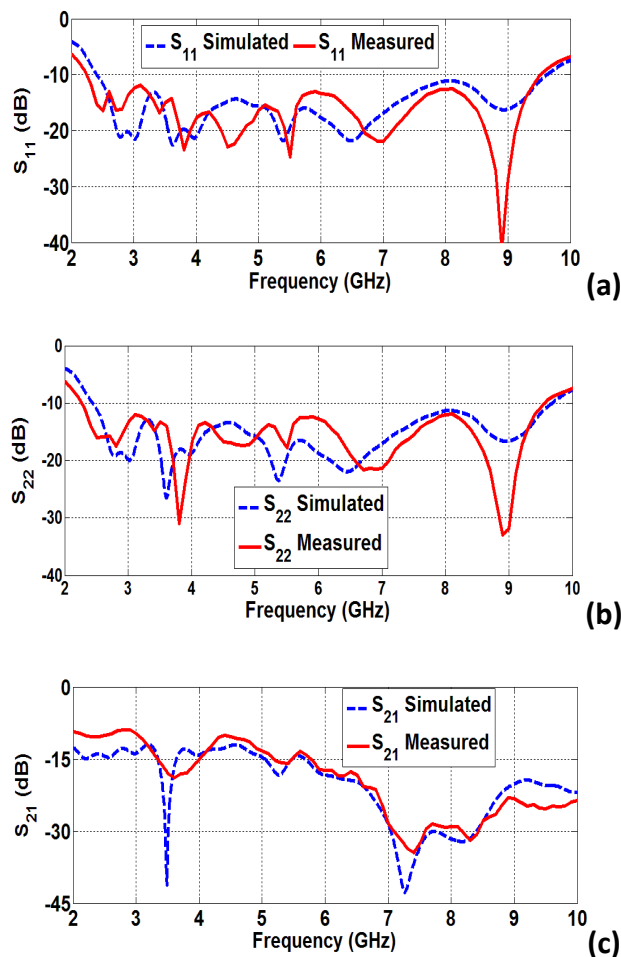 0
-10
-20
-30
-40
S11 (dB)
S11 Simulated S11 Measured
2 3 4 5 6 7 8 9 10
Frequency (GHz)
(a)
0
-10
-20
-30
-40
S22 (dB)
S22 Simulated
S22 Measured
2 3 4 5 6 7 8 9 10
Frequency (GHz)
(b)
0
-15
-30
-45
S21 (dB)
S21 Simulated
S21 Measured
2 3 4 5 6 7 8 9 10
Frequency (GHz)
(c)